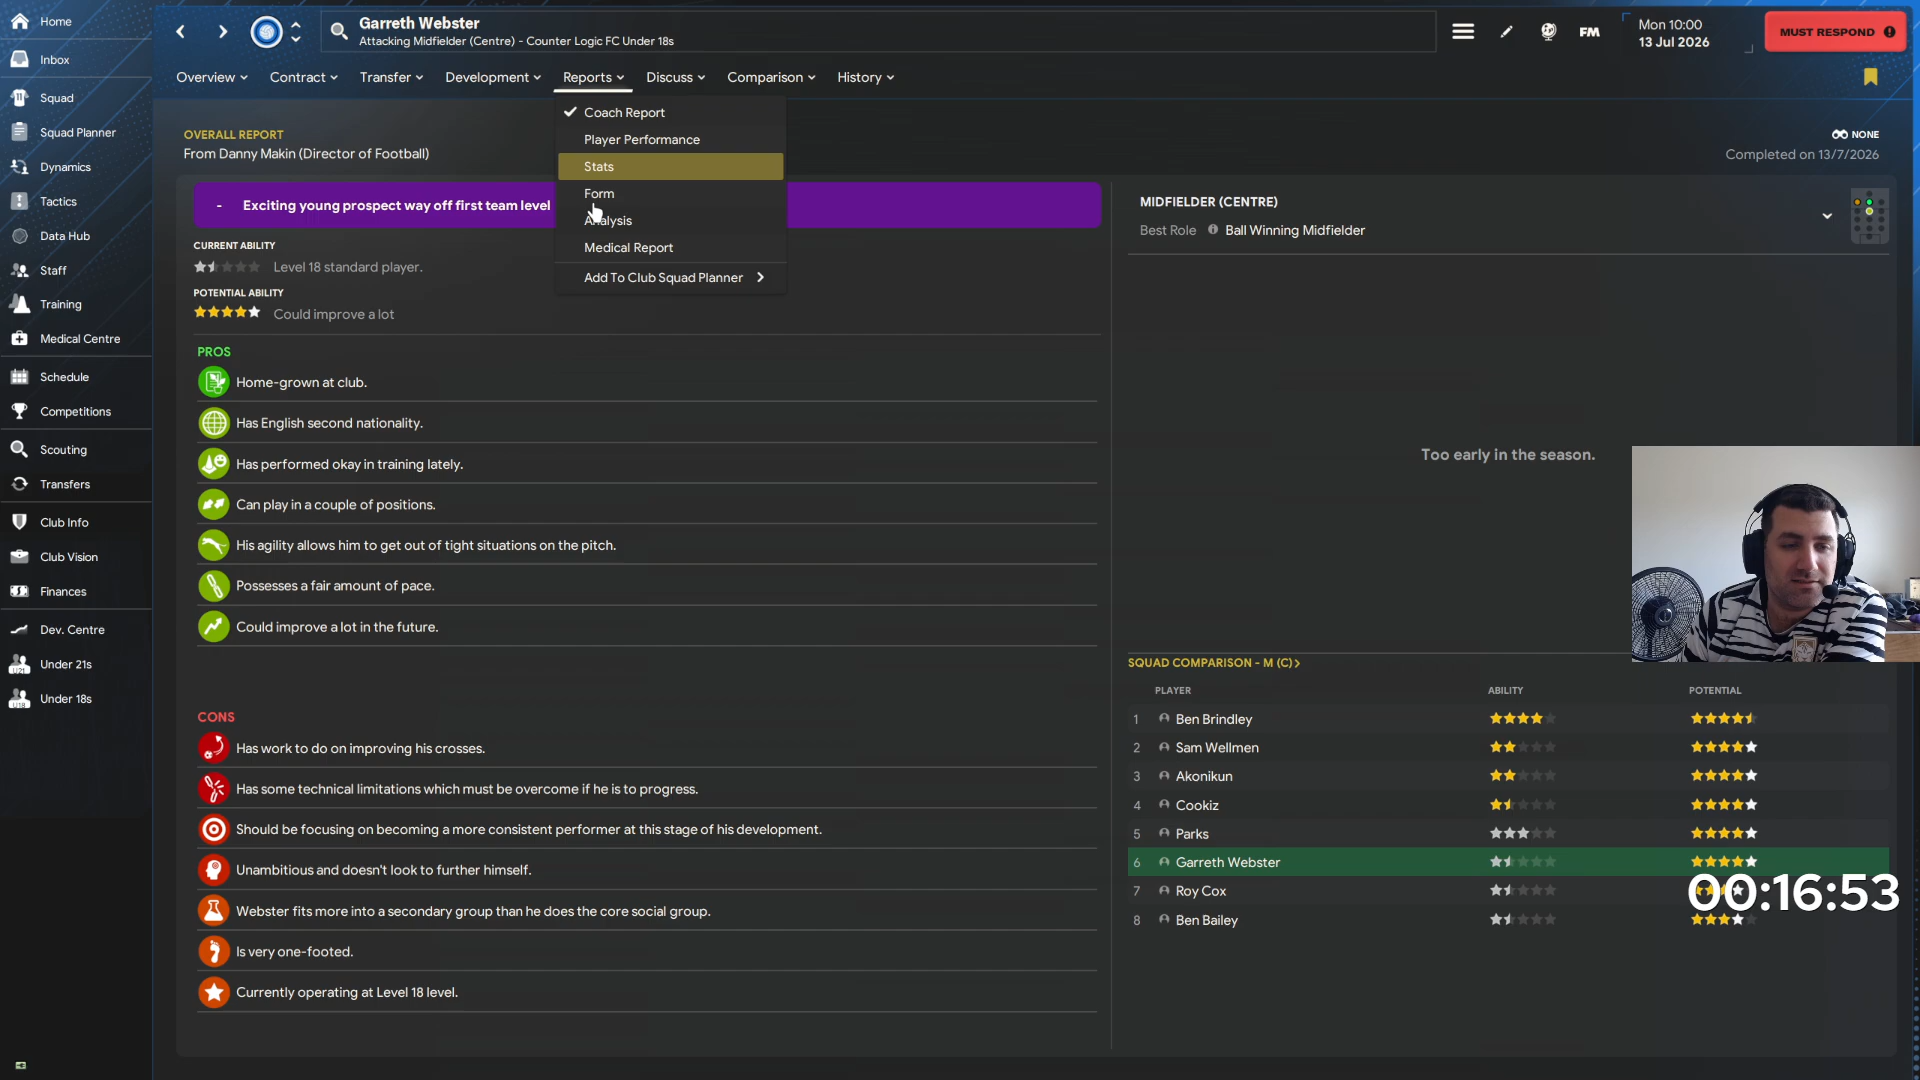 Home
Inbox
Squad
Squad Planner
Dynamics
Tactics
Data Hub
Staff
Training
Medical Centre
Schedule
Competitions
Scouting
Transfers
Club Info
Club Vision
Finances
Dev. Centre
Under 21s
Under 18s
Garreth Webster
Attacking Midfielder (Centre) - Counter Logic FC Under 18s
FM
Mon 10:00
13 Jul 2026
MUST RESPOND
Overview
Contract
Transfer
Development
Reports
Discuss
Comparison
History
Coach Report
Player Performance
Stats
Form
Analysis
Medical Report
Add To Club Squad Planner
OVERALL REPORT
From Danny Makin (Director of Football)
NONE
Completed on 13/7/2026
- Exciting young prospect way off first team level
CURRENT ABILITY
Level 18 standard player.
POTENTIAL ABILITY
Could improve a lot
PROS
Home-grown at club.
Has English second nationality.
Has performed okay in training lately.
Can play in a couple of positions.
His agility allows him to get out of tight situations on the pitch.
Possesses a fair amount of pace.
Could improve a lot in the future.
CONS
Has work to do on improving his crosses.
Has some technical limitations which must be overcome if he is to progress.
Should be focusing on becoming a more consistent performer at this stage of his development.
Unambitious and doesn't look to further himself.
Webster fits more into a secondary group than he does the core social group.
Is very one-footed.
Currently operating at Level 18 level.
MIDFIELDER (CENTRE)
Best Role Ball Winning Midfielder
Too early in the season.
SQUAD COMPARISON - M (C) >
PLAYER ABILITY POTENTIAL
1 Ben Brindley
2 Sam Wellmen
3 Akonikun
4 Cookiz
5 Parks
6 Garreth Webster
7 Roy Cox
8 Ben Bailey
00:16:53